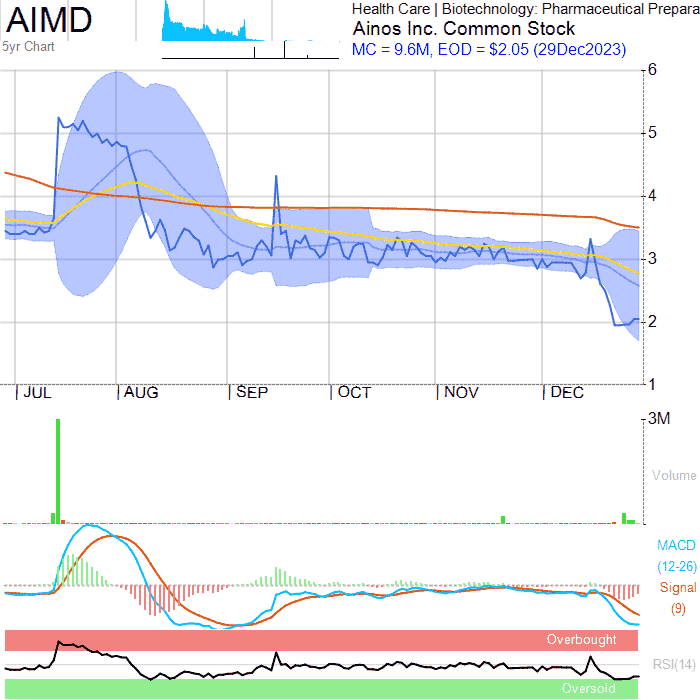 AIMD
5yr Chart
Health Care | Biotechnology: Pharmaceutical Prepara
Ainos Inc. Common Stock
MC = 9.6M, EOD = $2.05 (29Dec2023)
6
5
4
3
2
1
JUL AUG SEP OCT NOV DEC
3M
Volume
MACD
(12-26)
Signal
(9)
Overbought
RSI(14)
Oversold